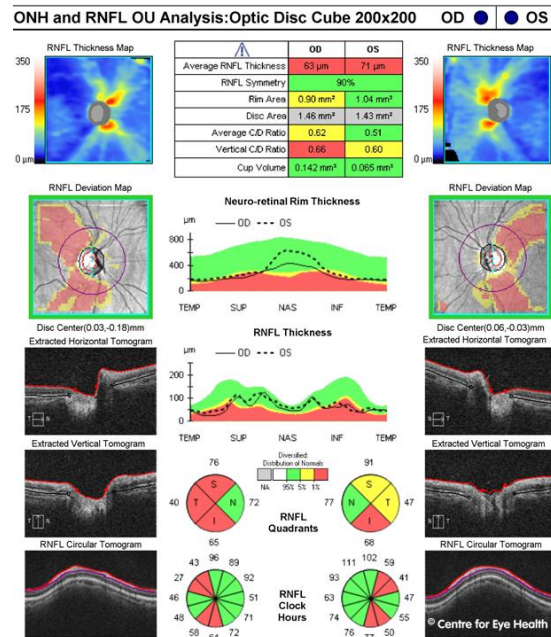 ONH and RNFL OU Analysis:Optic Disc Cube 200x200 OD OS
RNFL Thickness Map
350
175
0 µm
OD OS
Average RNFL Thickness 63 µm 71 µm
RNFL Symmetry 90%
Rim Area 0.90 mm² 1.04 mm²
Disc Area 1.46 mm² 1.43 mm²
Average C/D Ratio 0.62 0.51
Vertical C/D Ratio 0.66 0.60
Cup Volume 0.142 mm³ 0.065 mm³
RNFL Thickness Map
350
175
0 µm
RNFL Deviation Map
Disc Center(0.03,-0.18)mm
Neuro-retinal Rim Thickness
µm OD OS
800
400
0
TEMP SUP NAS INF TEMP
RNFL Deviation Map
Disc Center(0.06,-0.03)mm
Extracted Horizontal Tomogram
T N
RNFL Thickness
µm OD OS
200
100
0
TEMP SUP NAS INF TEMP
Extracted Horizontal Tomogram
N T
Extracted Vertical Tomogram
Diversified:
Distribution of Normals
NA 95% 5% 1%
76
40 S T N I 72
65
RNFL
Quadrants
91
77 S N T I 47
68
Extracted Vertical Tomogram
RNFL Circular Tomogram
96
43 89
27 92
46 51
48 71
58 72
RNFL
Clock
Hours
102
111 59
93 41
63 47
74 55
76 50
77
RNFL Circular Tomogram
© Centre for Eye Health